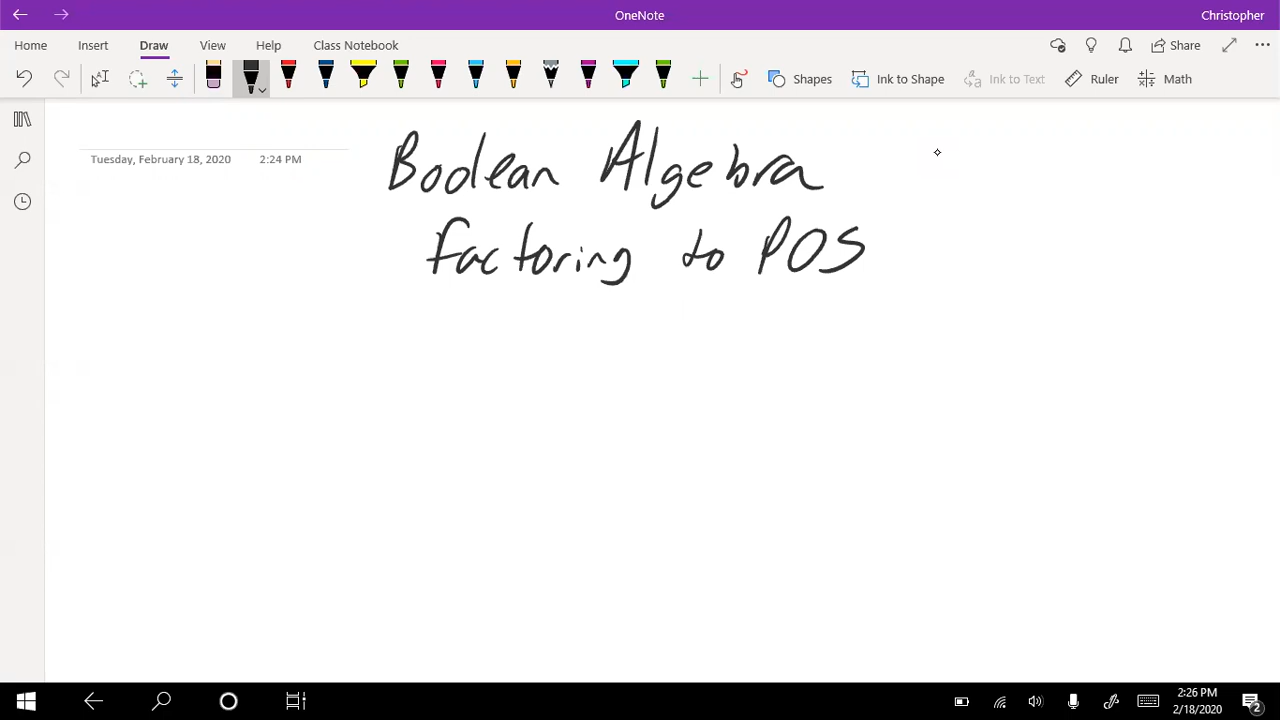 OneNote
Christopher
Home Insert Draw View Help Class Notebook Share
Shapes Ink to Shape Ink to Text Ruler Math
Tuesday, February 18, 2020 2:24 PM
Boolean Algebra
factoring to POS
2:26 PM
2/18/2020
2